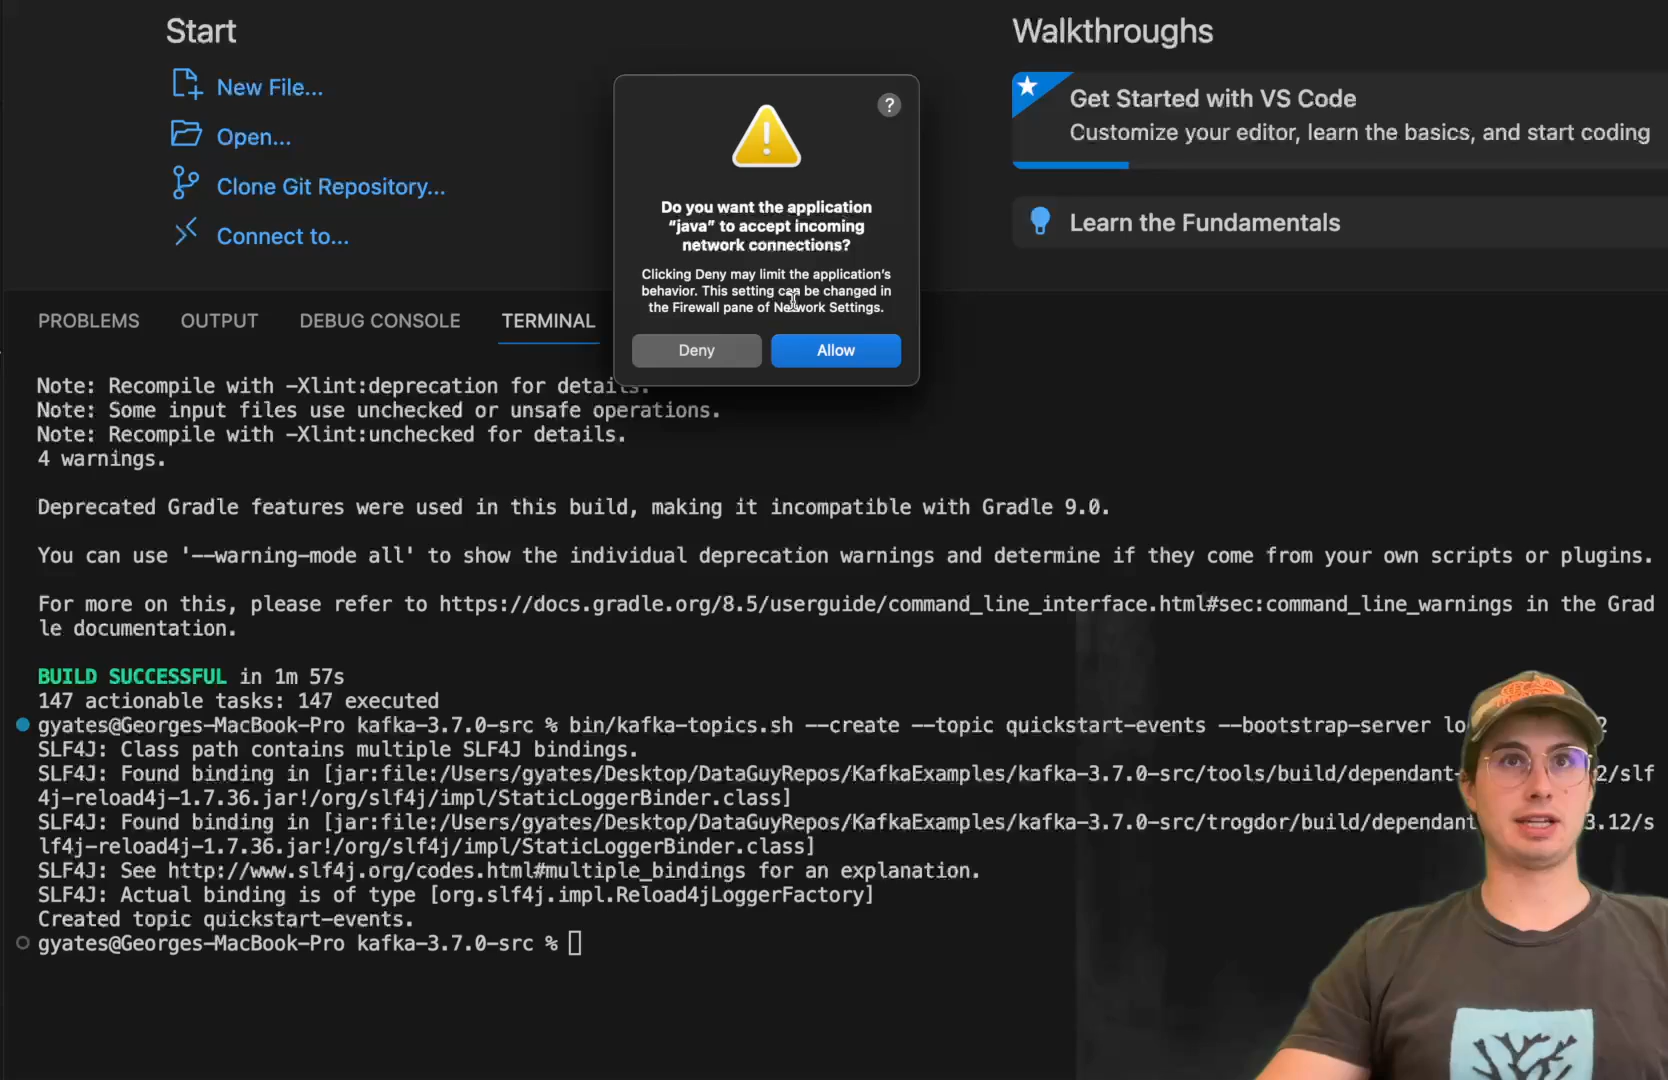 Start
New File...
Open...
Clone Git Repository...
Connect to...
Walkthroughs
Get Started with VS Code
Customize your editor, learn the basics, and start coding
Learn the Fundamentals
?
Do you want the application
“java” to accept incoming
network connections?
Clicking Deny may limit the application’s
behavior. This setting can be changed in
the Firewall pane of Network Settings.
Deny
Allow
PROBLEMS
OUTPUT
DEBUG CONSOLE
TERMINAL
Note: Recompile with -Xlint:deprecation for details.
Note: Some input files use unchecked or unsafe operations.
Note: Recompile with -Xlint:unchecked for details.
4 warnings.
Deprecated Gradle features were used in this build, making it incompatible with Gradle 9.0.
You can use '--warning-mode all' to show the individual deprecation warnings and determine if they come from your own scripts or plugins.
For more on this, please refer to https://docs.gradle.org/8.5/userguide/command_line_interface.html#sec:command_line_warnings in the Grad
le documentation.
BUILD SUCCESSFUL in 1m 57s
147 actionable tasks: 147 executed
gyates@Georges-MacBook-Pro kafka-3.7.0-src % bin/kafka-topics.sh --create --topic quickstart-events --bootstrap-server lo 2
SLF4J: Class path contains multiple SLF4J bindings.
SLF4J: Found binding in [jar:file:/Users/gyates/Desktop/DataGuyRepos/KafkaExamples/kafka-3.7.0-src/tools/build/dependant- 2/slf
4j-reload4j-1.7.36.jar!/org/slf4j/impl/StaticLoggerBinder.class]
SLF4J: Found binding in [jar:file:/Users/gyates/Desktop/DataGuyRepos/KafkaExamples/kafka-3.7.0-src/trogdor/build/dependant 3.12/s
lf4j-reload4j-1.7.36.jar!/org/slf4j/impl/StaticLoggerBinder.class]
SLF4J: See http://www.slf4j.org/codes.html#multiple_bindings for an explanation.
SLF4J: Actual binding is of type [org.slf4j.impl.Reload4jLoggerFactory]
Created topic quickstart-events.
gyates@Georges-MacBook-Pro kafka-3.7.0-src %